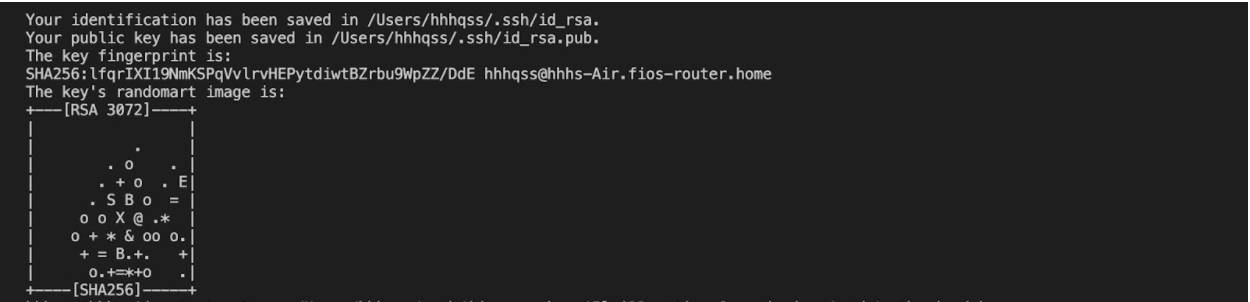 Your identification has been saved in /Users/hhhqss/.ssh/id_rsa.
Your public key has been saved in /Users/hhhqss/.ssh/id_rsa.pub.
The key fingerprint is:
SHA256:lfqrIXI19NmKSPqVvlrvHEPytdiwtBZrbu9WpZZ/DdE hhhqss@hhhs-Air.fios-router.home
The key's randomart image is:
+---[RSA 3072]----+
|                 |
|           .     |
|        . o    . |
|       . + o  . E|
|      . S B o  = |
|     o o X @ .*  |
|    o + * & oo o.|
|     + = B.+.   +|
|      o.+=*+o   .|
+----[SHA256]-----+